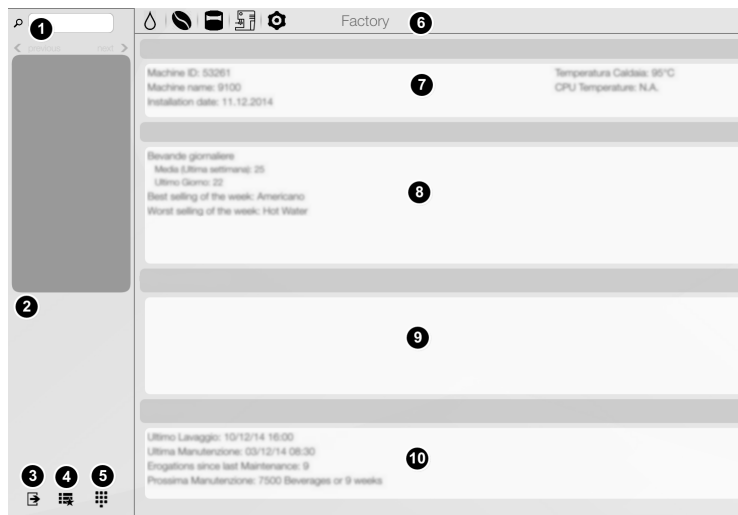 1
previous
next
2
3
4
5
Factory
6
Machine ID: 53261
Machine name: 9100
Installation date: 11.12.2014
Temperatura Caldaia: 95°C
CPU Temperature: N.A.
7
Bevande giornaliere
Media (Ultima settimana): 25
Ultimo Giorno: 22
Best selling of the week: Americano
Worst selling of the week: Hot Water
8
9
Ultimo Lavaggio: 10/12/14 16:00
Ultima Manutenzione: 03/12/14 08:30
Erogations since last Maintenance: 9
Prossima Manutenzione: 7500 Beverages or 9 weeks
10